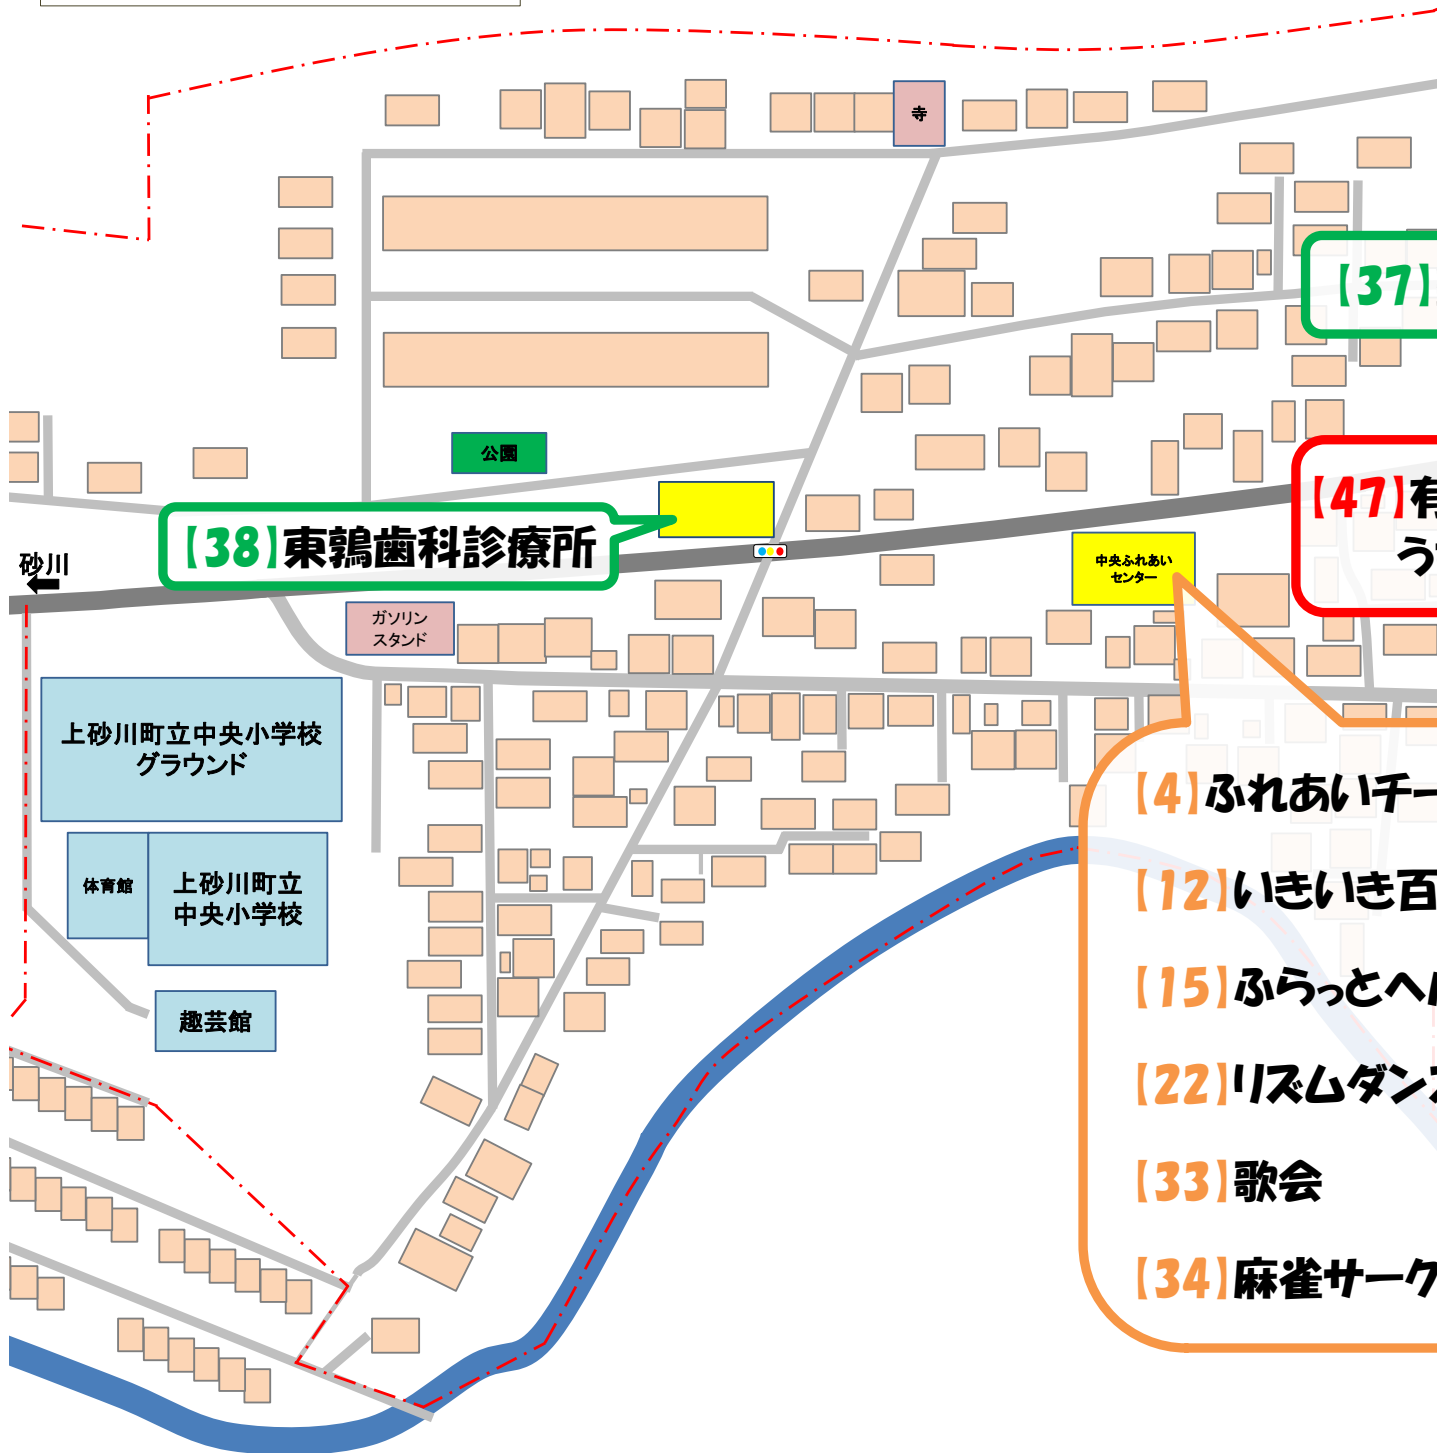 寺
【37】
公園
【47】有
う
【38】東鶉歯科診療所
砂川
中央ふれあい
センター
ガソリン
スタンド
上砂川町立中央小学校
グラウンド
【4】ふれあいチー
体育館
上砂川町立
中央小学校
【12】いきいき百
【15】ふらっとへ
趣芸館
【22】リズムダンス
【33】歌会
【34】麻雀サーク